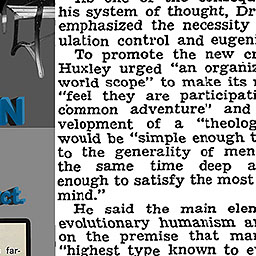 his system of thought, Dr
emphasized the necessity
ulation control and eugeni
To promote the new cr
Huxley urged "an organiz
world scope" to make its
"feel they are participati
common adventure" and
velopment of a "theolog
would be "simple enough t
to the generality of men
the same time deep a
enough to satisfy the most
mind."
He said the main elem
evolutionary humanism a
on the premise that ma
"highest type known to e
N
ct.
far-